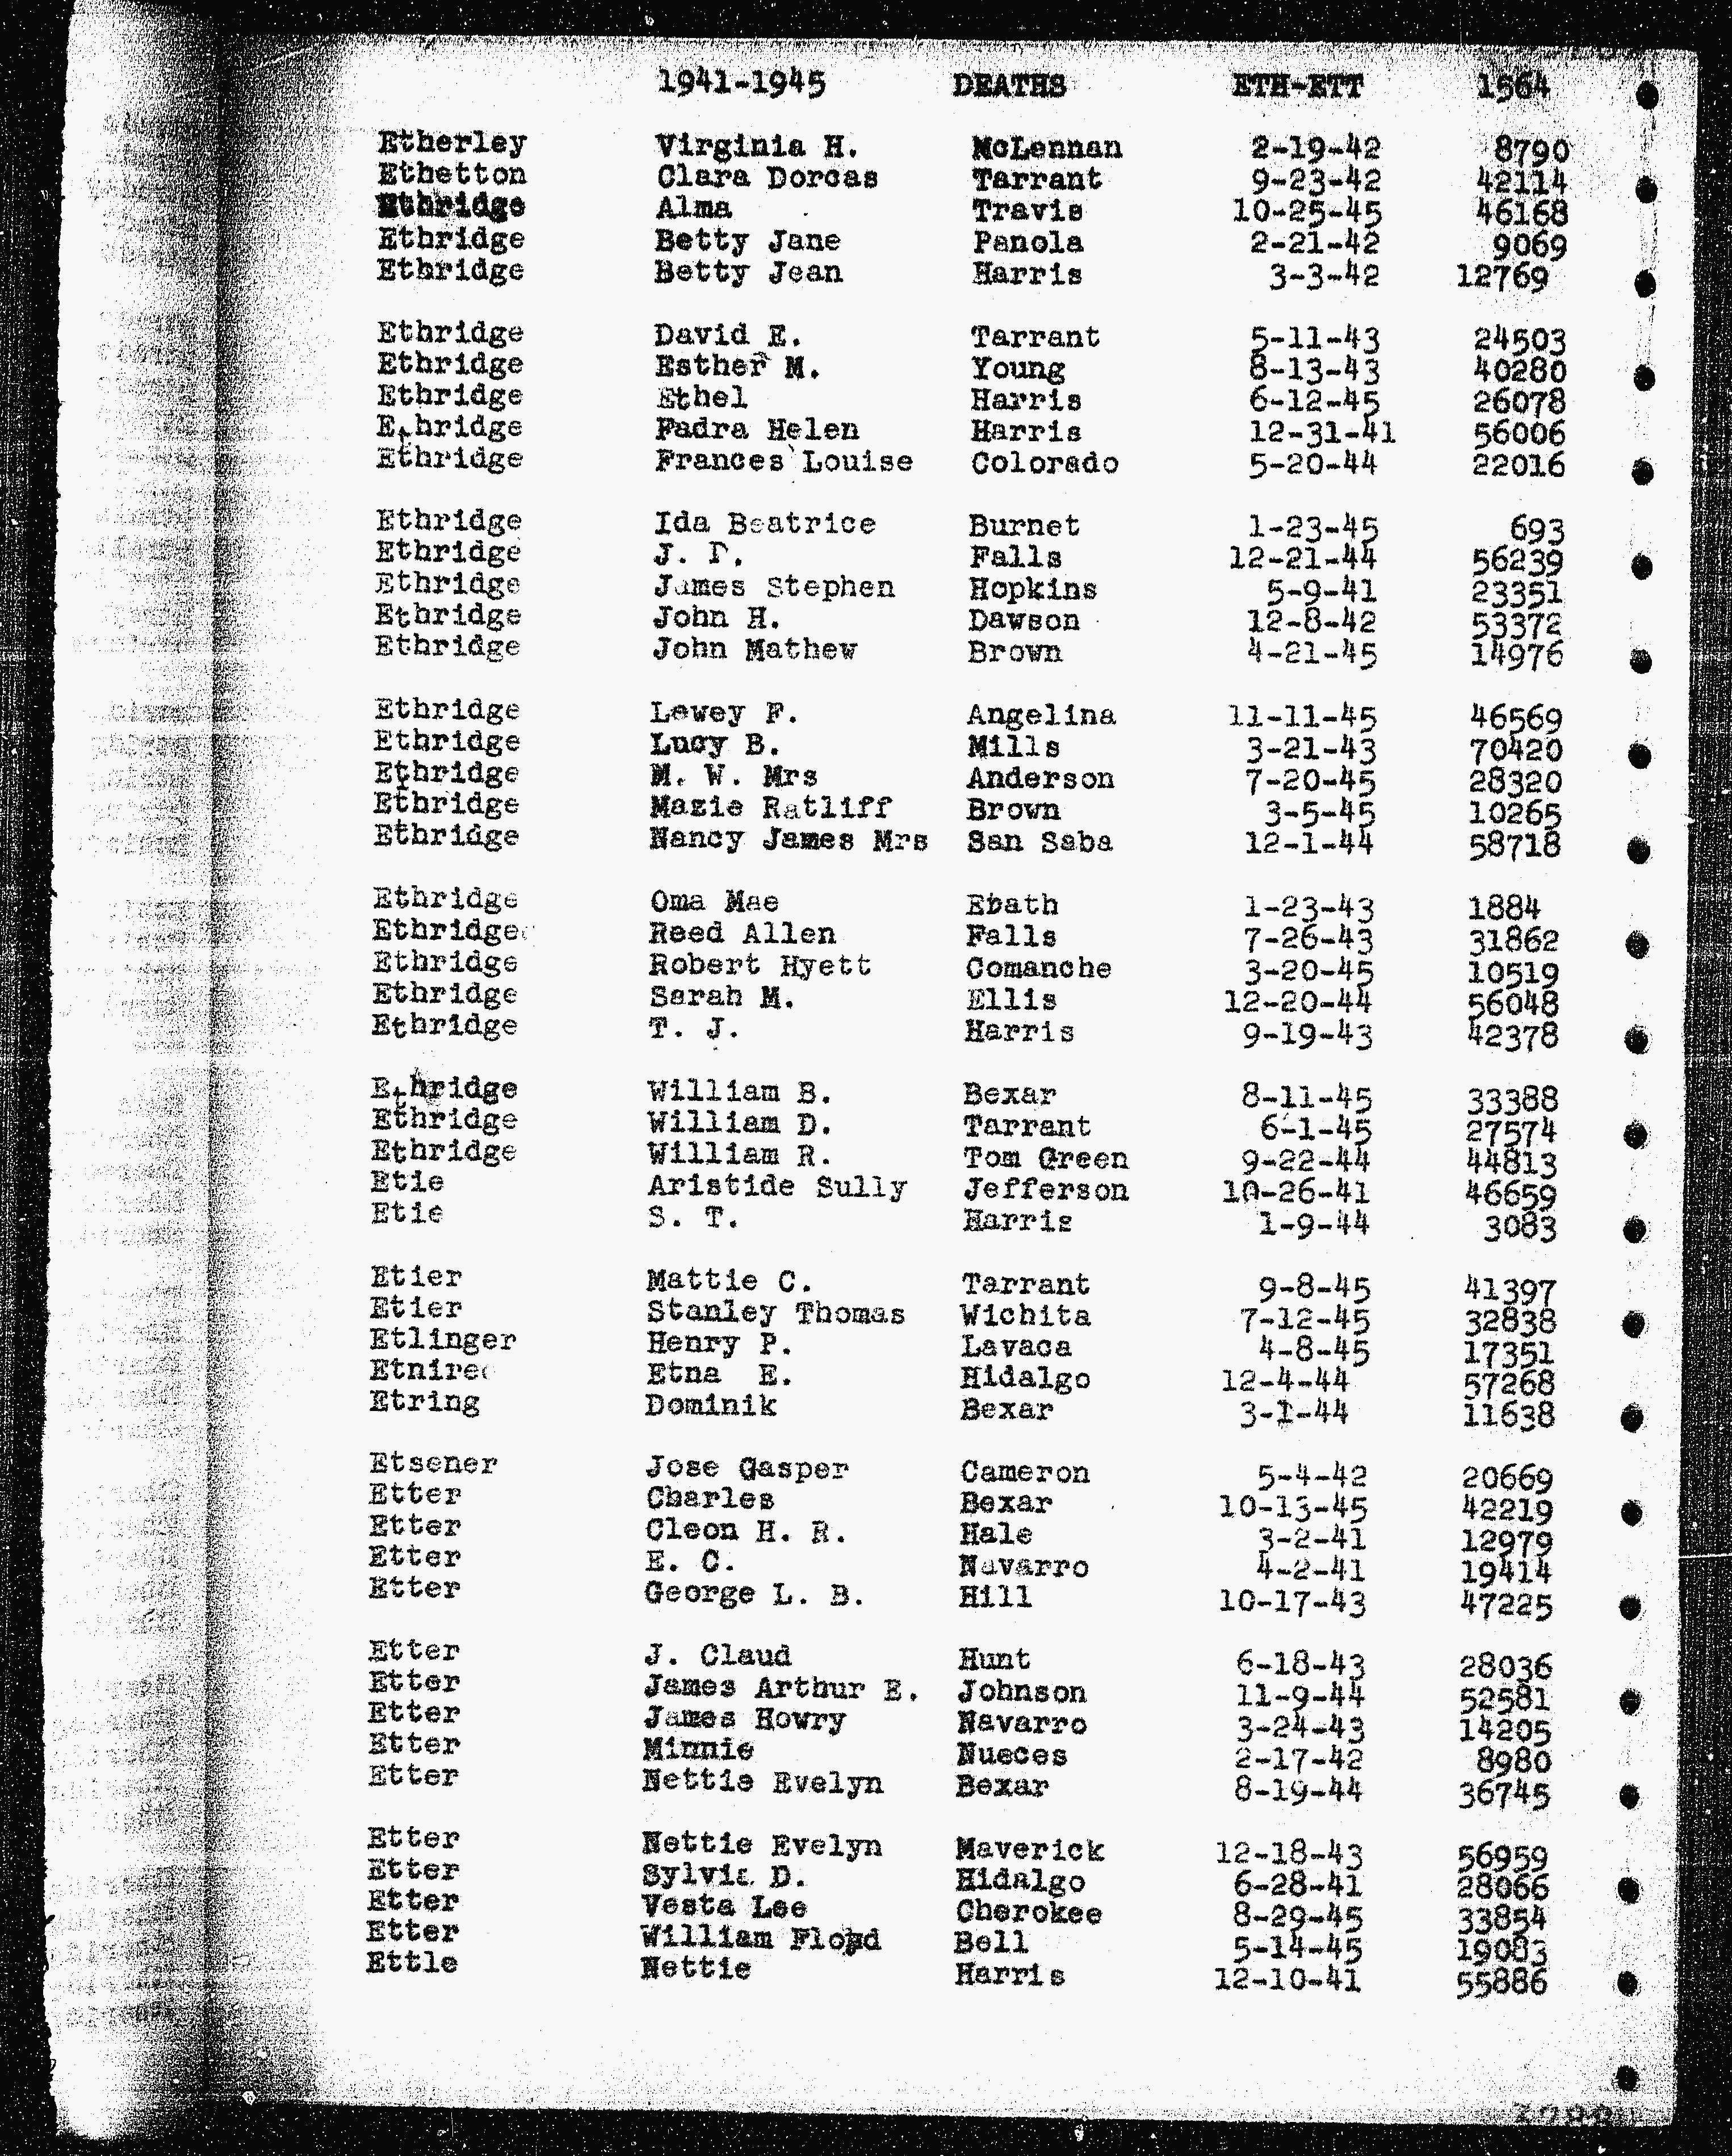 1941-1945 DEATHS ETH-ETT 1564
Etherley Virginia H. McLennan 2-19-42 8790
Ethetton Clara Dorcas Tarrant 9-23-42 42114
Ethridge Alma Travis 10-25-45 46168
Ethridge Betty Jane Panola 2-21-42 9069
Ethridge Betty Jean Harris 3-3-42 12769
Ethridge David E. Tarrant 5-11-43 24503
Ethridge Esther M. Young 8-13-43 40280
Ethridge Ethel Harris 6-12-45 26078
Ethridge Fadra Helen Harris 12-31-41 56006
Ethridge Frances Louise Colorado 5-20-44 22016
Ethridge Ida Beatrice Burnet 1-23-45 693
Ethridge J. Falls 12-21-44 56239
Ethridge James Stephen Hopkins 5-9-41 23351
Ethridge John H. Dawson 12-8-42 53372
Ethridge John Mathew Brown 4-21-45 14976
Ethridge Lewey F. Angelina 11-11-45 46569
Ethridge Lucy B. Mills 3-21-43 70420
Ethridge M. W. Mrs Anderson 7-20-45 28320
Ethridge Mazie Ratliff Brown 3-5-45 10265
Ethridge Nancy James Mrs San Saba 12-1-44 58718
Ethridge Oma Mae Ebath 1-23-43 1884
Ethridge Reed Allen Falls 7-26-43 31862
Ethridge Robert Hyett Comanche 3-20-45 10519
Ethridge Sarah M. Ellis 12-20-44 56048
Ethridge T. J. Harris 9-19-43 42378
Ethridge William B. Bexar 8-11-45 33388
Ethridge William D. Tarrant 6-1-45 27574
Ethridge William R. Tom Green 9-22-44 44813
Etie Aristide Sully Jefferson 10-26-41 46659
Etie S. T. Harris 1-9-44 3083
Etier Mattie C. Tarrant 9-8-45 41397
Etier Stanley Thomas Wichita 7-12-45 32838
Etlinger Henry P. Lavaca 4-8-45 17351
Etnire Etna E. Hidalgo 12-4-44 57268
Etring Dominik Bexar 3-1-44 11638
Etsener Jose Gasper Cameron 5-4-42 20669
Etter Charles Bexar 10-13-45 42219
Etter Cleon H. R. Hale 3-2-41 12979
Etter E. C. Navarro 4-2-41 19414
Etter George L. B. Hill 10-17-43 47225
Etter J. Claud Hunt 6-18-43 28036
Etter James Arthur E. Johnson 11-9-44 52581
Etter James Howry Navarro 3-24-43 14205
Etter Minnie Nueces 2-17-42 8980
Etter Nettie Evelyn Bexar 8-19-44 36745
Etter Nettie Evelyn Maverick 12-18-43 56959
Etter Sylvia D. Hidalgo 6-28-41 28066
Etter Vesta Lee Cherokee 8-29-45 33854
Etter William Floyd Bell 5-14-45 19083
Ettle Nettie Harris 12-10-41 55886